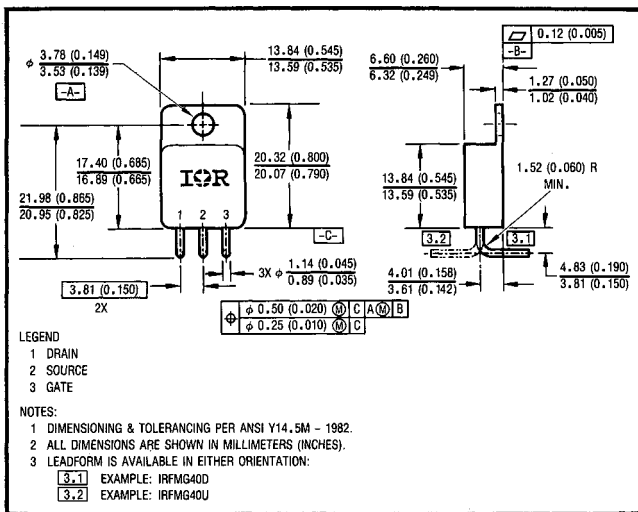 φ 3.78 (0.149)
3.53 (0.139)
-A-
13.84 (0.545)
13.59 (0.535)
17.40 (0.685)
16.89 (0.665)
21.98 (0.865)
20.95 (0.825)
IOR
20.32 (0.800)
20.07 (0.790)
1 2 3
-C-
3X φ 1.14 (0.045)
0.89 (0.035)
3.81 (0.150)
2X
φ 0.50 (0.020) Ⓜ C A Ⓜ B
φ 0.25 (0.010) Ⓜ C
0.12 (0.005)
-B-
6.60 (0.260)
6.32 (0.249)
1.27 (0.050)
1.02 (0.040)
13.84 (0.545)
13.59 (0.535)
1.52 (0.060) R
MIN.
3.2
3.1
4.01 (0.158)
3.61 (0.142)
4.83 (0.190)
3.81 (0.150)
LEGEND
1 DRAIN
2 SOURCE
3 GATE
NOTES:
1 DIMENSIONING & TOLERANCING PER ANSI Y14.5M - 1982.
2 ALL DIMENSIONS ARE SHOWN IN MILLIMETERS (INCHES).
3 LEADFORM IS AVAILABLE IN EITHER ORIENTATION:
3.1 EXAMPLE: IRFMG40D
3.2 EXAMPLE: IRFMG40U